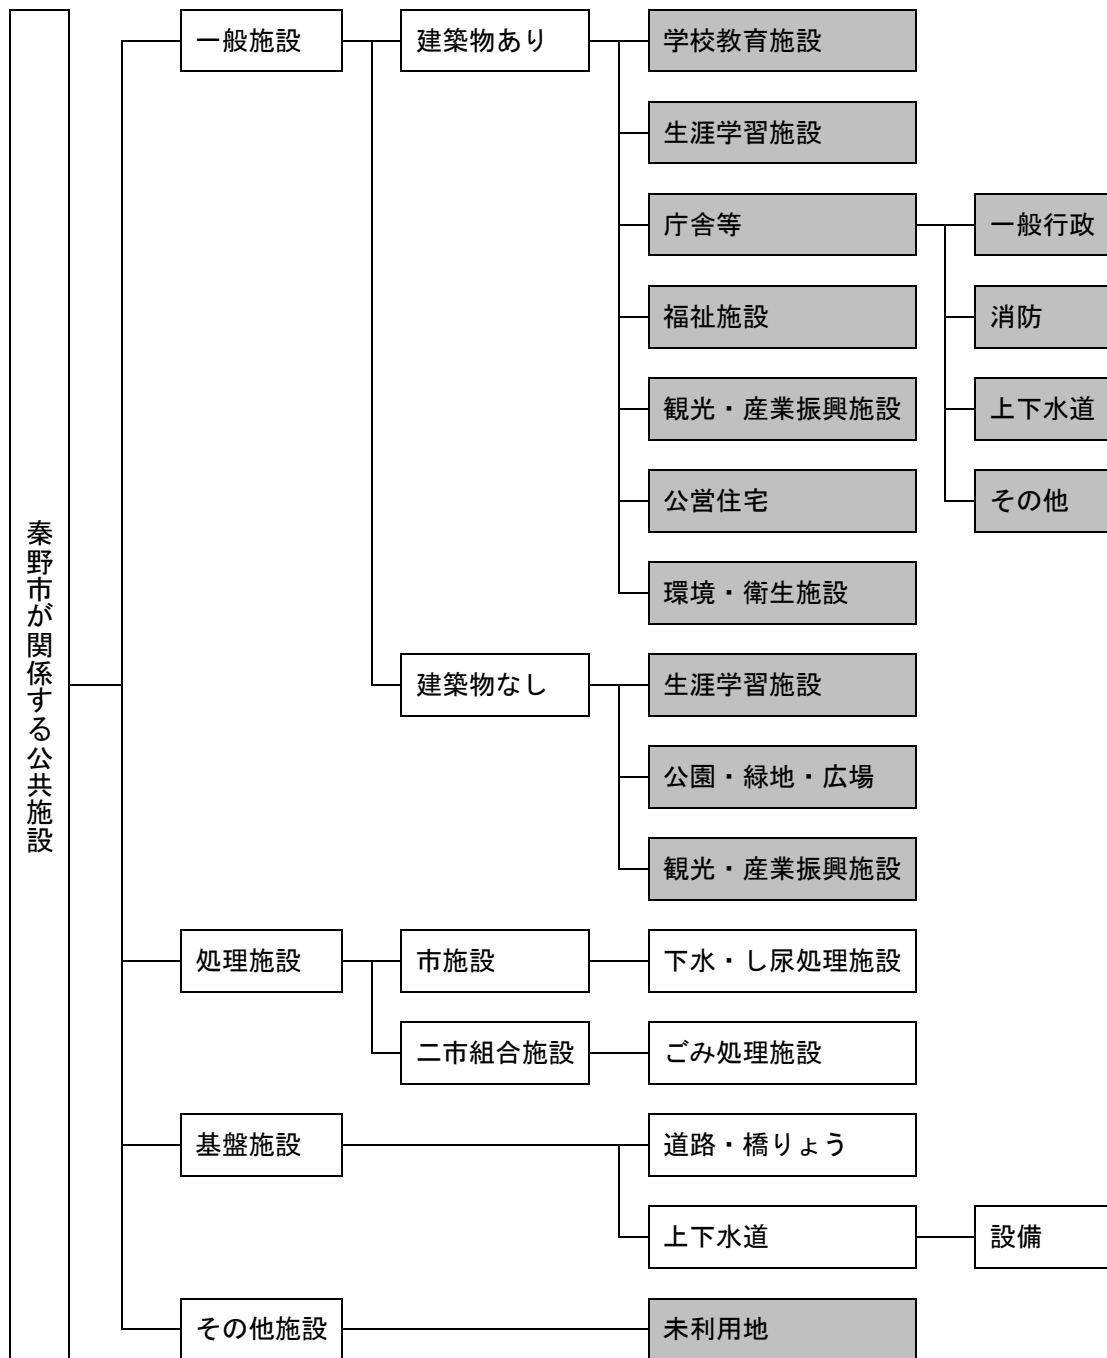 秦野市が関係する公共施設
一般施設
建築物あり
学校教育施設
生涯学習施設
庁舎等
一般行政
消防
上下水道
その他
福祉施設
観光・産業振興施設
公営住宅
環境・衛生施設
建築物なし
生涯学習施設
公園・緑地・広場
観光・産業振興施設
処理施設
市施設
下水・し尿処理施設
二市組合施設
ごみ処理施設
基盤施設
道路・橋りょう
上下水道
設備
その他施設
未利用地